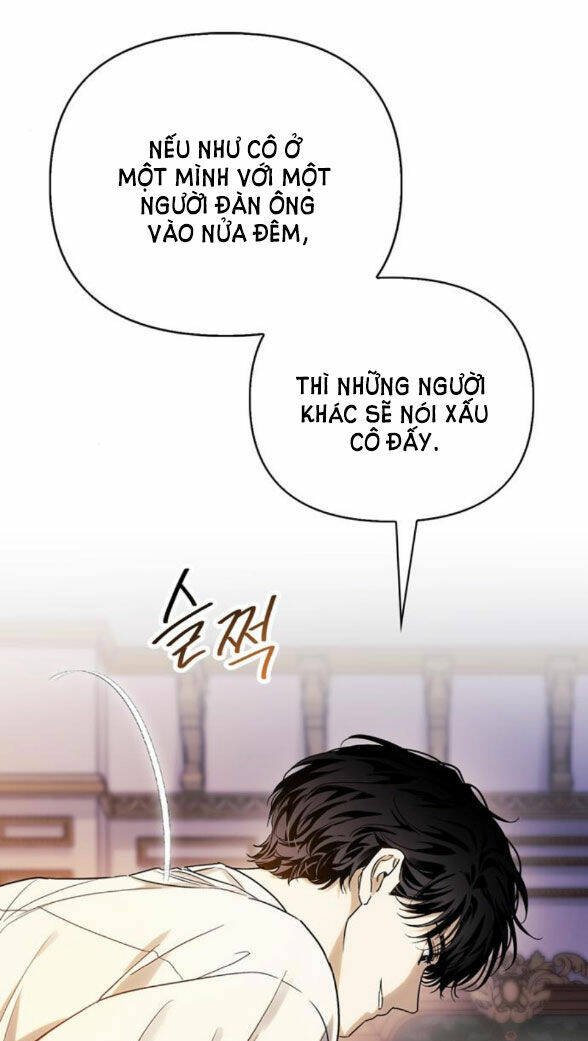 NẾU NHƯ CÔ Ở
MỘT MÌNH VỚI MỘT
NGƯỜI ĐÀN ÔNG
VÀO NỬA ĐÊM,
THÌ NHỮNG NGƯỜI
KHÁC SẼ NÓI XẤU
CÔ ĐẤY.
슬쩍